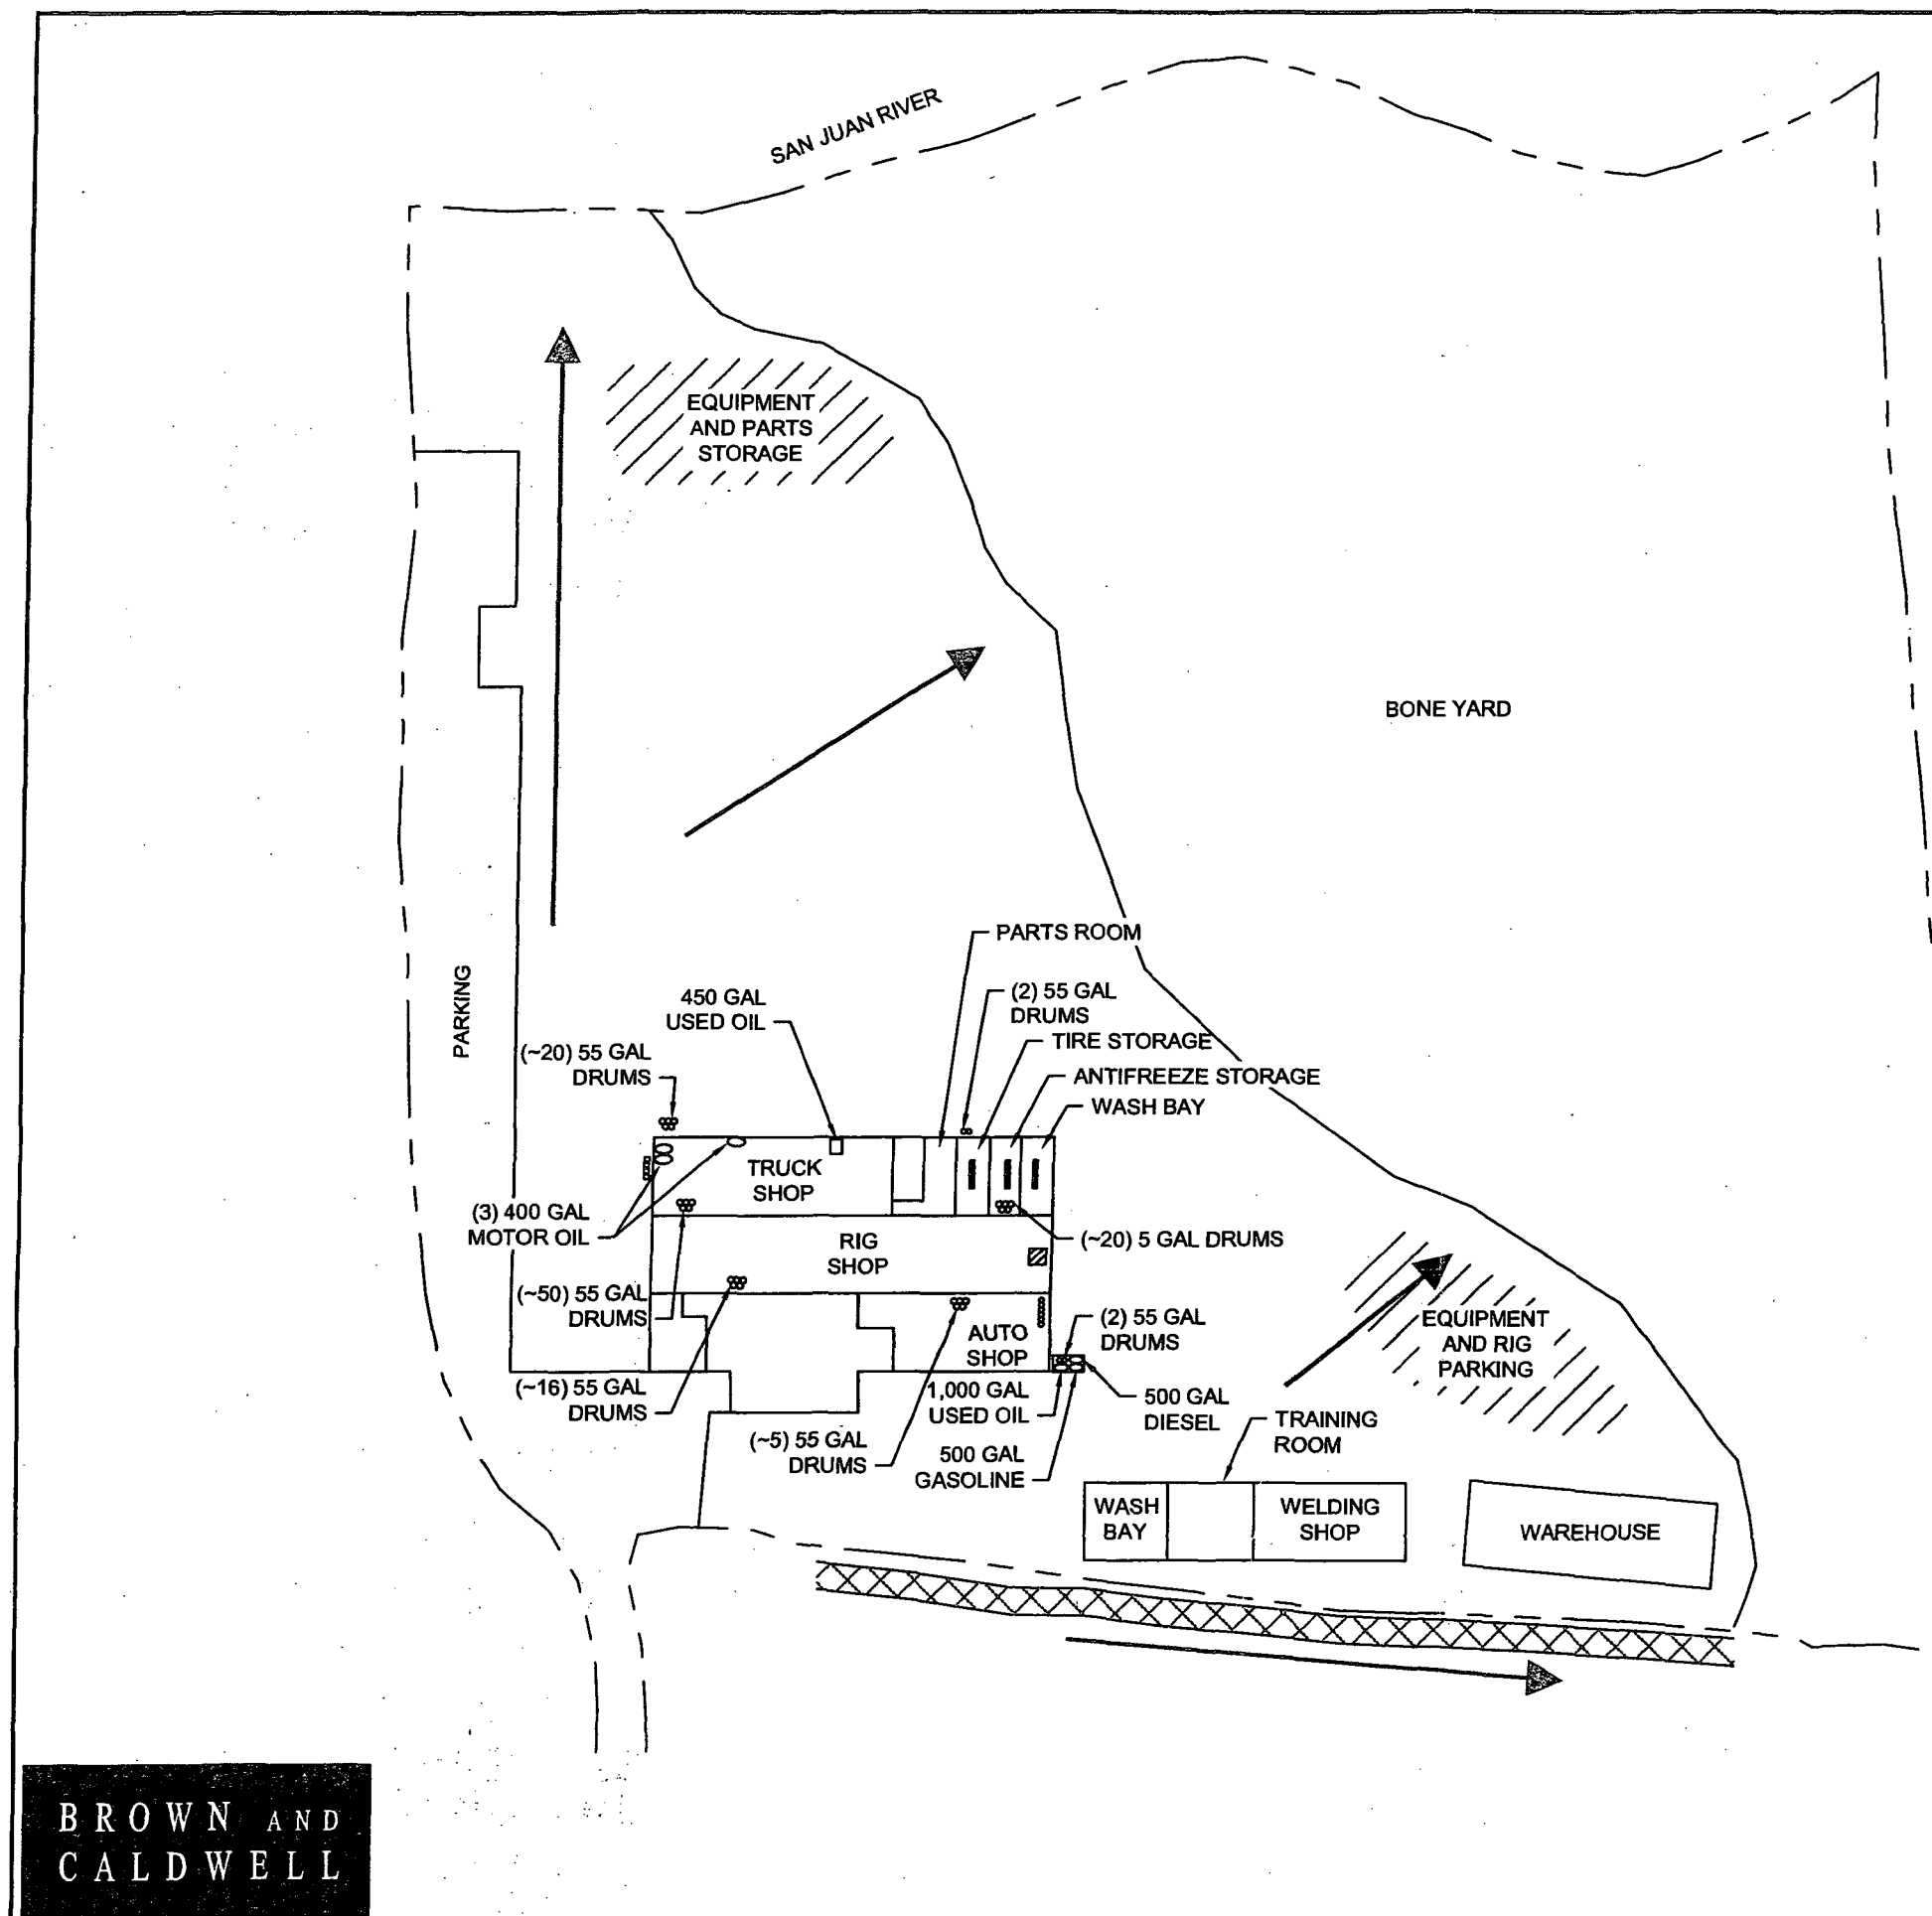 SAN JUAN RIVER
EQUIPMENT
AND PARTS
STORAGE
BONE YARD
PARKING
PARTS ROOM
450 GAL
USED OIL
(2) 55 GAL
DRUMS
TIRE STORAGE
(~20) 55 GAL
DRUMS
ANTIFREEZE STORAGE
WASH BAY
TRUCK
SHOP
(3) 400 GAL
MOTOR OIL
RIG
SHOP
(~20) 5 GAL DRUMS
(~50) 55 GAL
DRUMS
AUTO
SHOP
(2) 55 GAL
DRUMS
EQUIPMENT
AND RIG
PARKING
(~16) 55 GAL
DRUMS
1,000 GAL
USED OIL
500 GAL
DIESEL
(~5) 55 GAL
DRUMS
500 GAL
GASOLINE
TRAINING
ROOM
WASH
BAY
WELDING
SHOP
WAREHOUSE
BROWN AND
CALDWELL